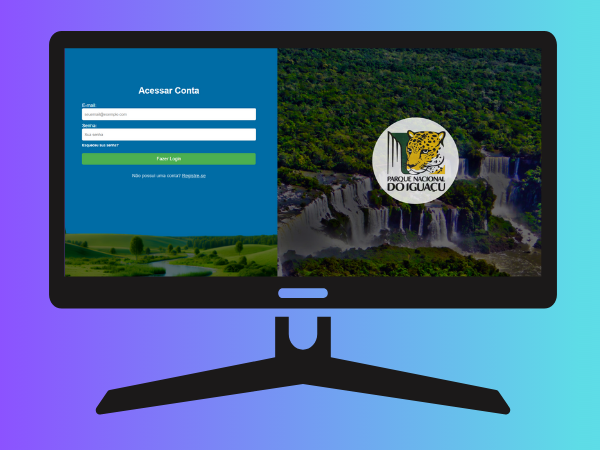 Acessar Conta
E-mail:
usuario@exemplo.com
Senha:
Sua senha
Esqueceu sua senha?
Fazer Login
Não possui uma conta? Registre-se
PARQUE NACIONAL
DO IGUAÇU